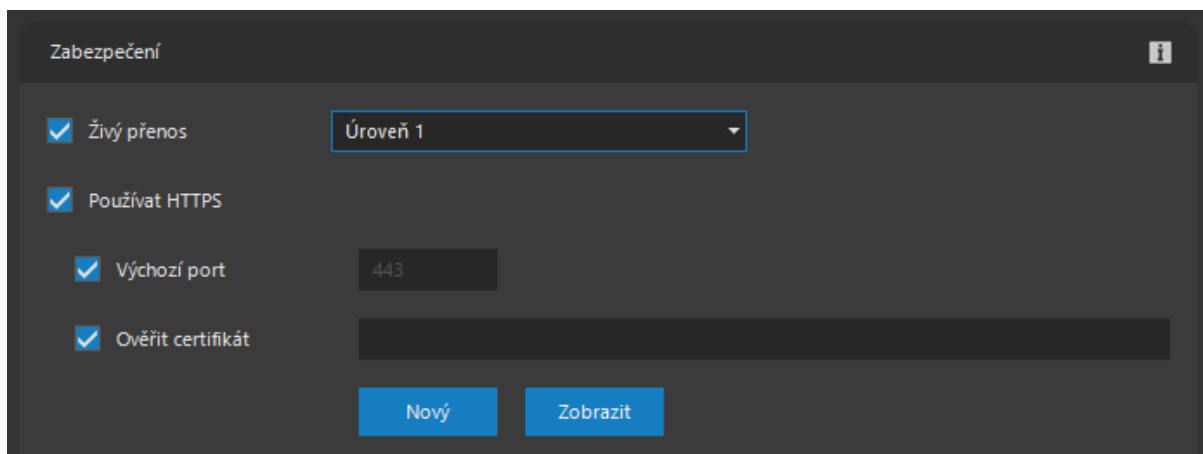 Zabezpečení
Živý přenos
Úroveň 1
Používat HTTPS
Výchozí port
443
Ověřit certifikát
Nový
Zobrazit